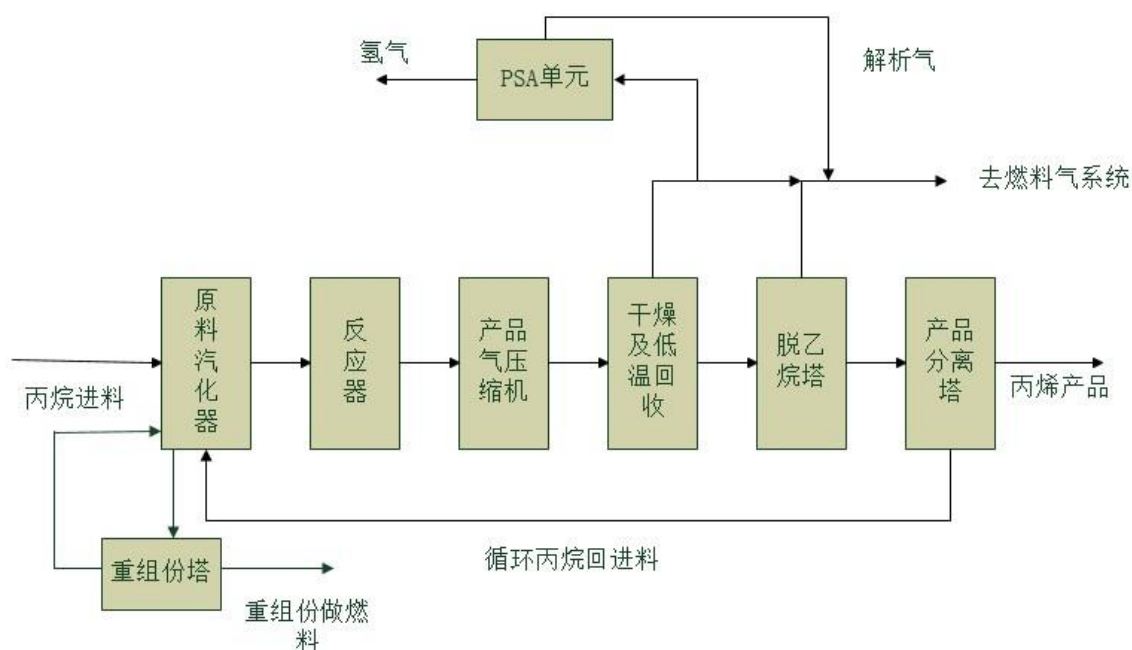 氢气
PSA单元
解析气
去燃料气系统
原
料
汽
化
器
反
应
器
产品
气压
缩机
干燥
及低
温回
收
脱乙
烷塔
产品
分离
塔
丙烷进料
丙烯产品
循环丙烷回进料
重组份塔
重组份做燃
料